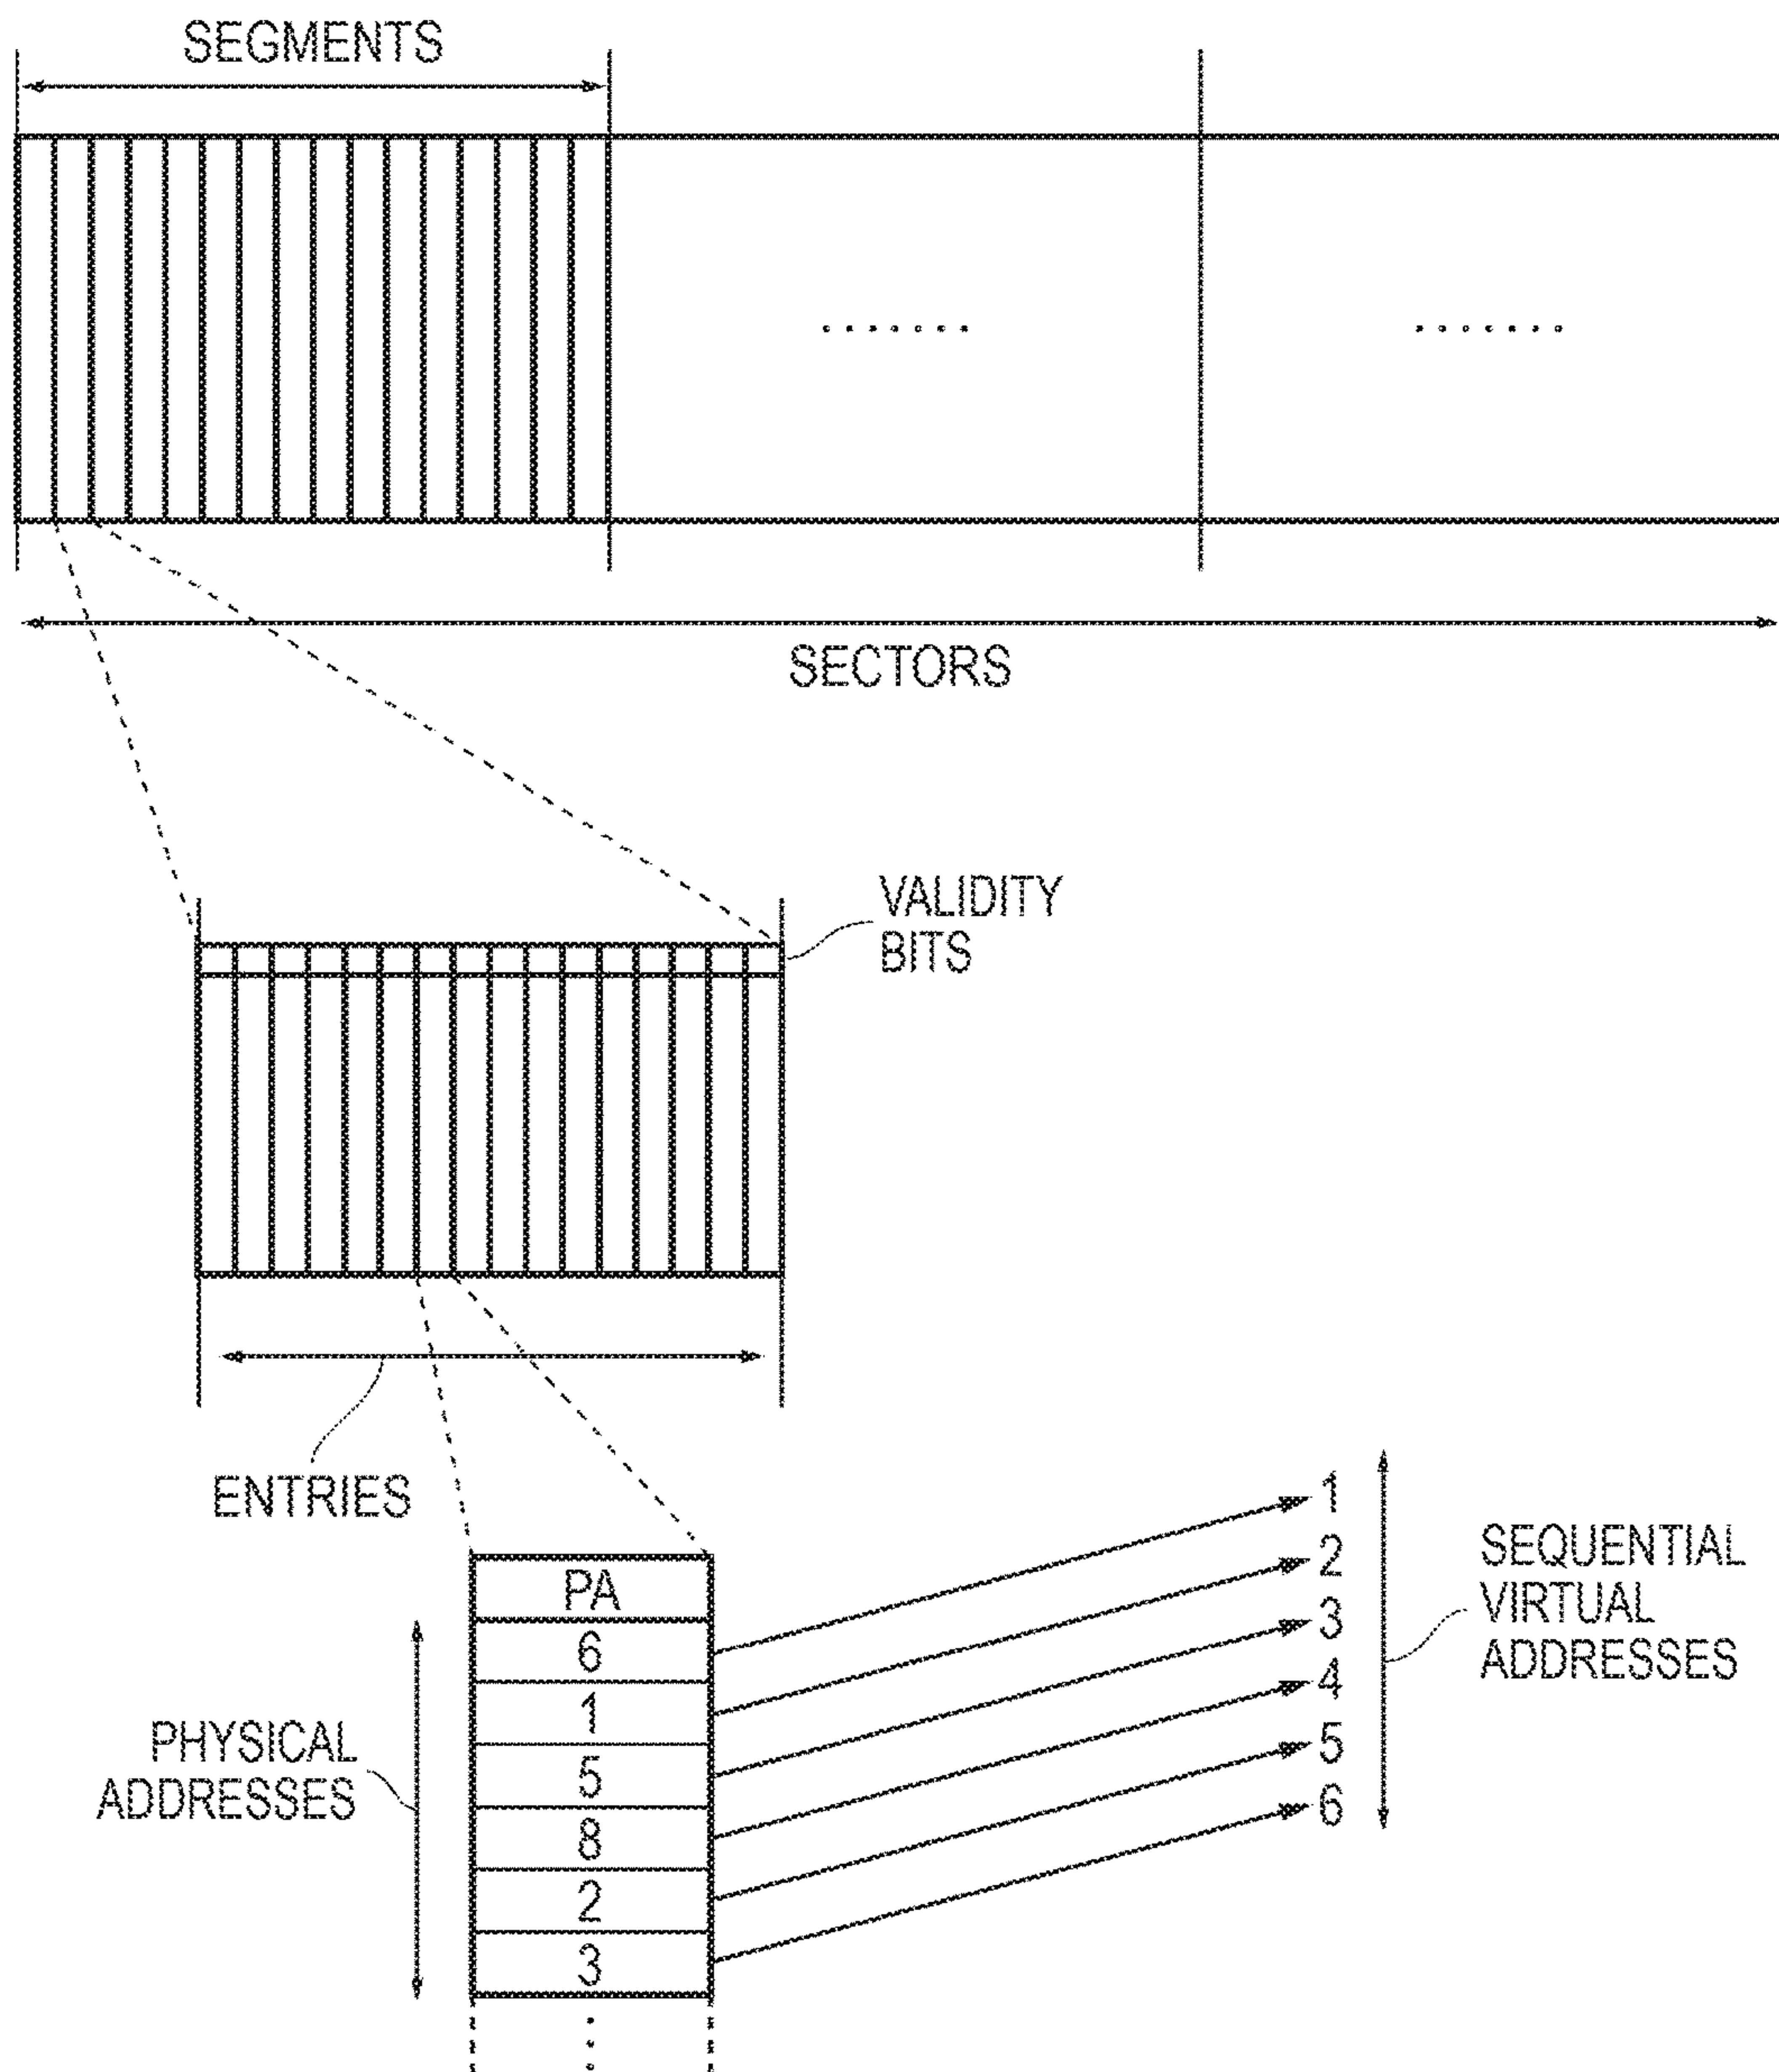 SEGMENTS
SECTORS
VALIDITY
BITS
ENTRIES
PA
6
1
5
8
2
3
PHYSICAL
ADDRESSES
1
2
3
4
5
6
SEQUENTIAL
VIRTUAL
ADDRESSES